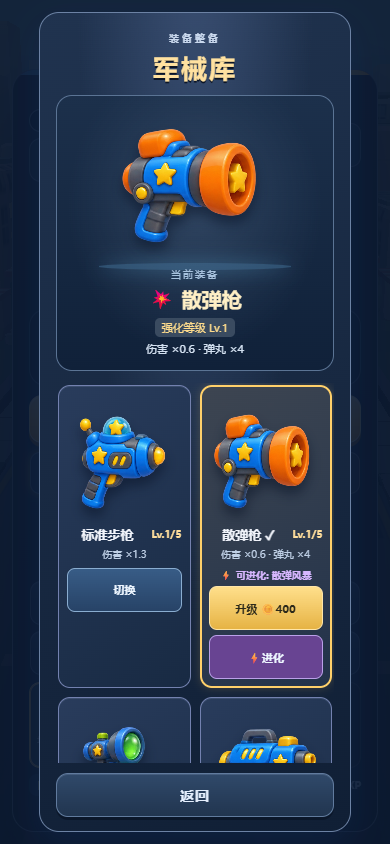 装备整备
军械库
当前装备
散弹枪
强化等级 Lv.1
伤害 ×0.6 · 弹丸 ×4
标准步枪 Lv.1/5
伤害 ×1.3
切换
散弹枪 ✓ Lv.1/5
伤害 ×0.6 · 弹丸 ×4
可进化: 散弹风暴
升级 400
进化
返回